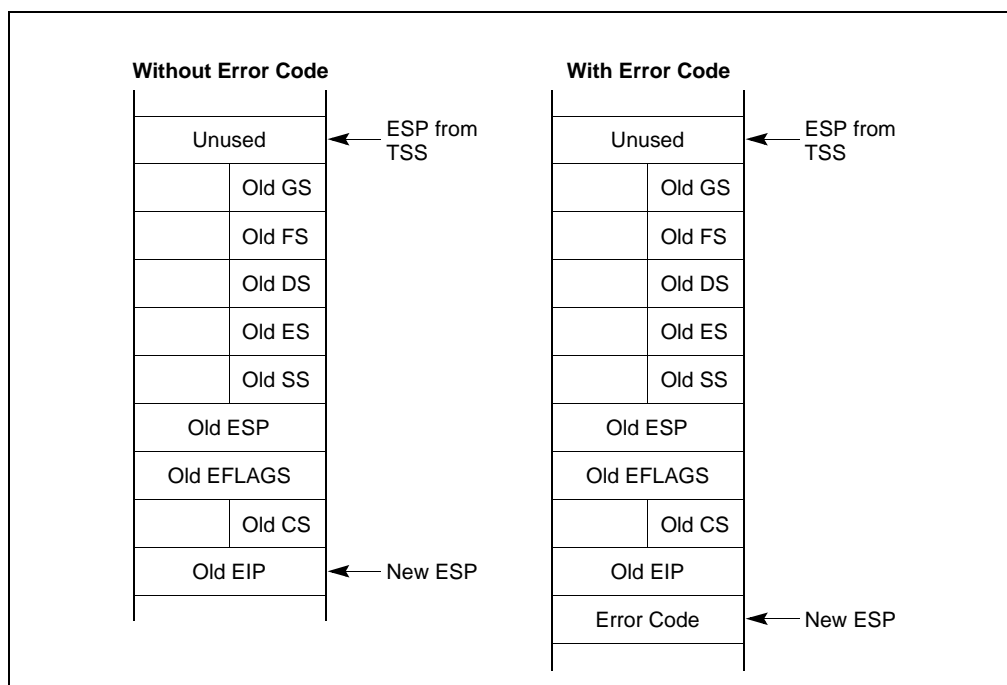 Without Error Code
Unused
ESP from
TSS
Old GS
Old FS
Old DS
Old ES
Old SS
Old ESP
Old EFLAGS
Old CS
Old EIP
New ESP
With Error Code
Unused
ESP from
TSS
Old GS
Old FS
Old DS
Old ES
Old SS
Old ESP
Old EFLAGS
Old CS
Old EIP
Error Code
New ESP